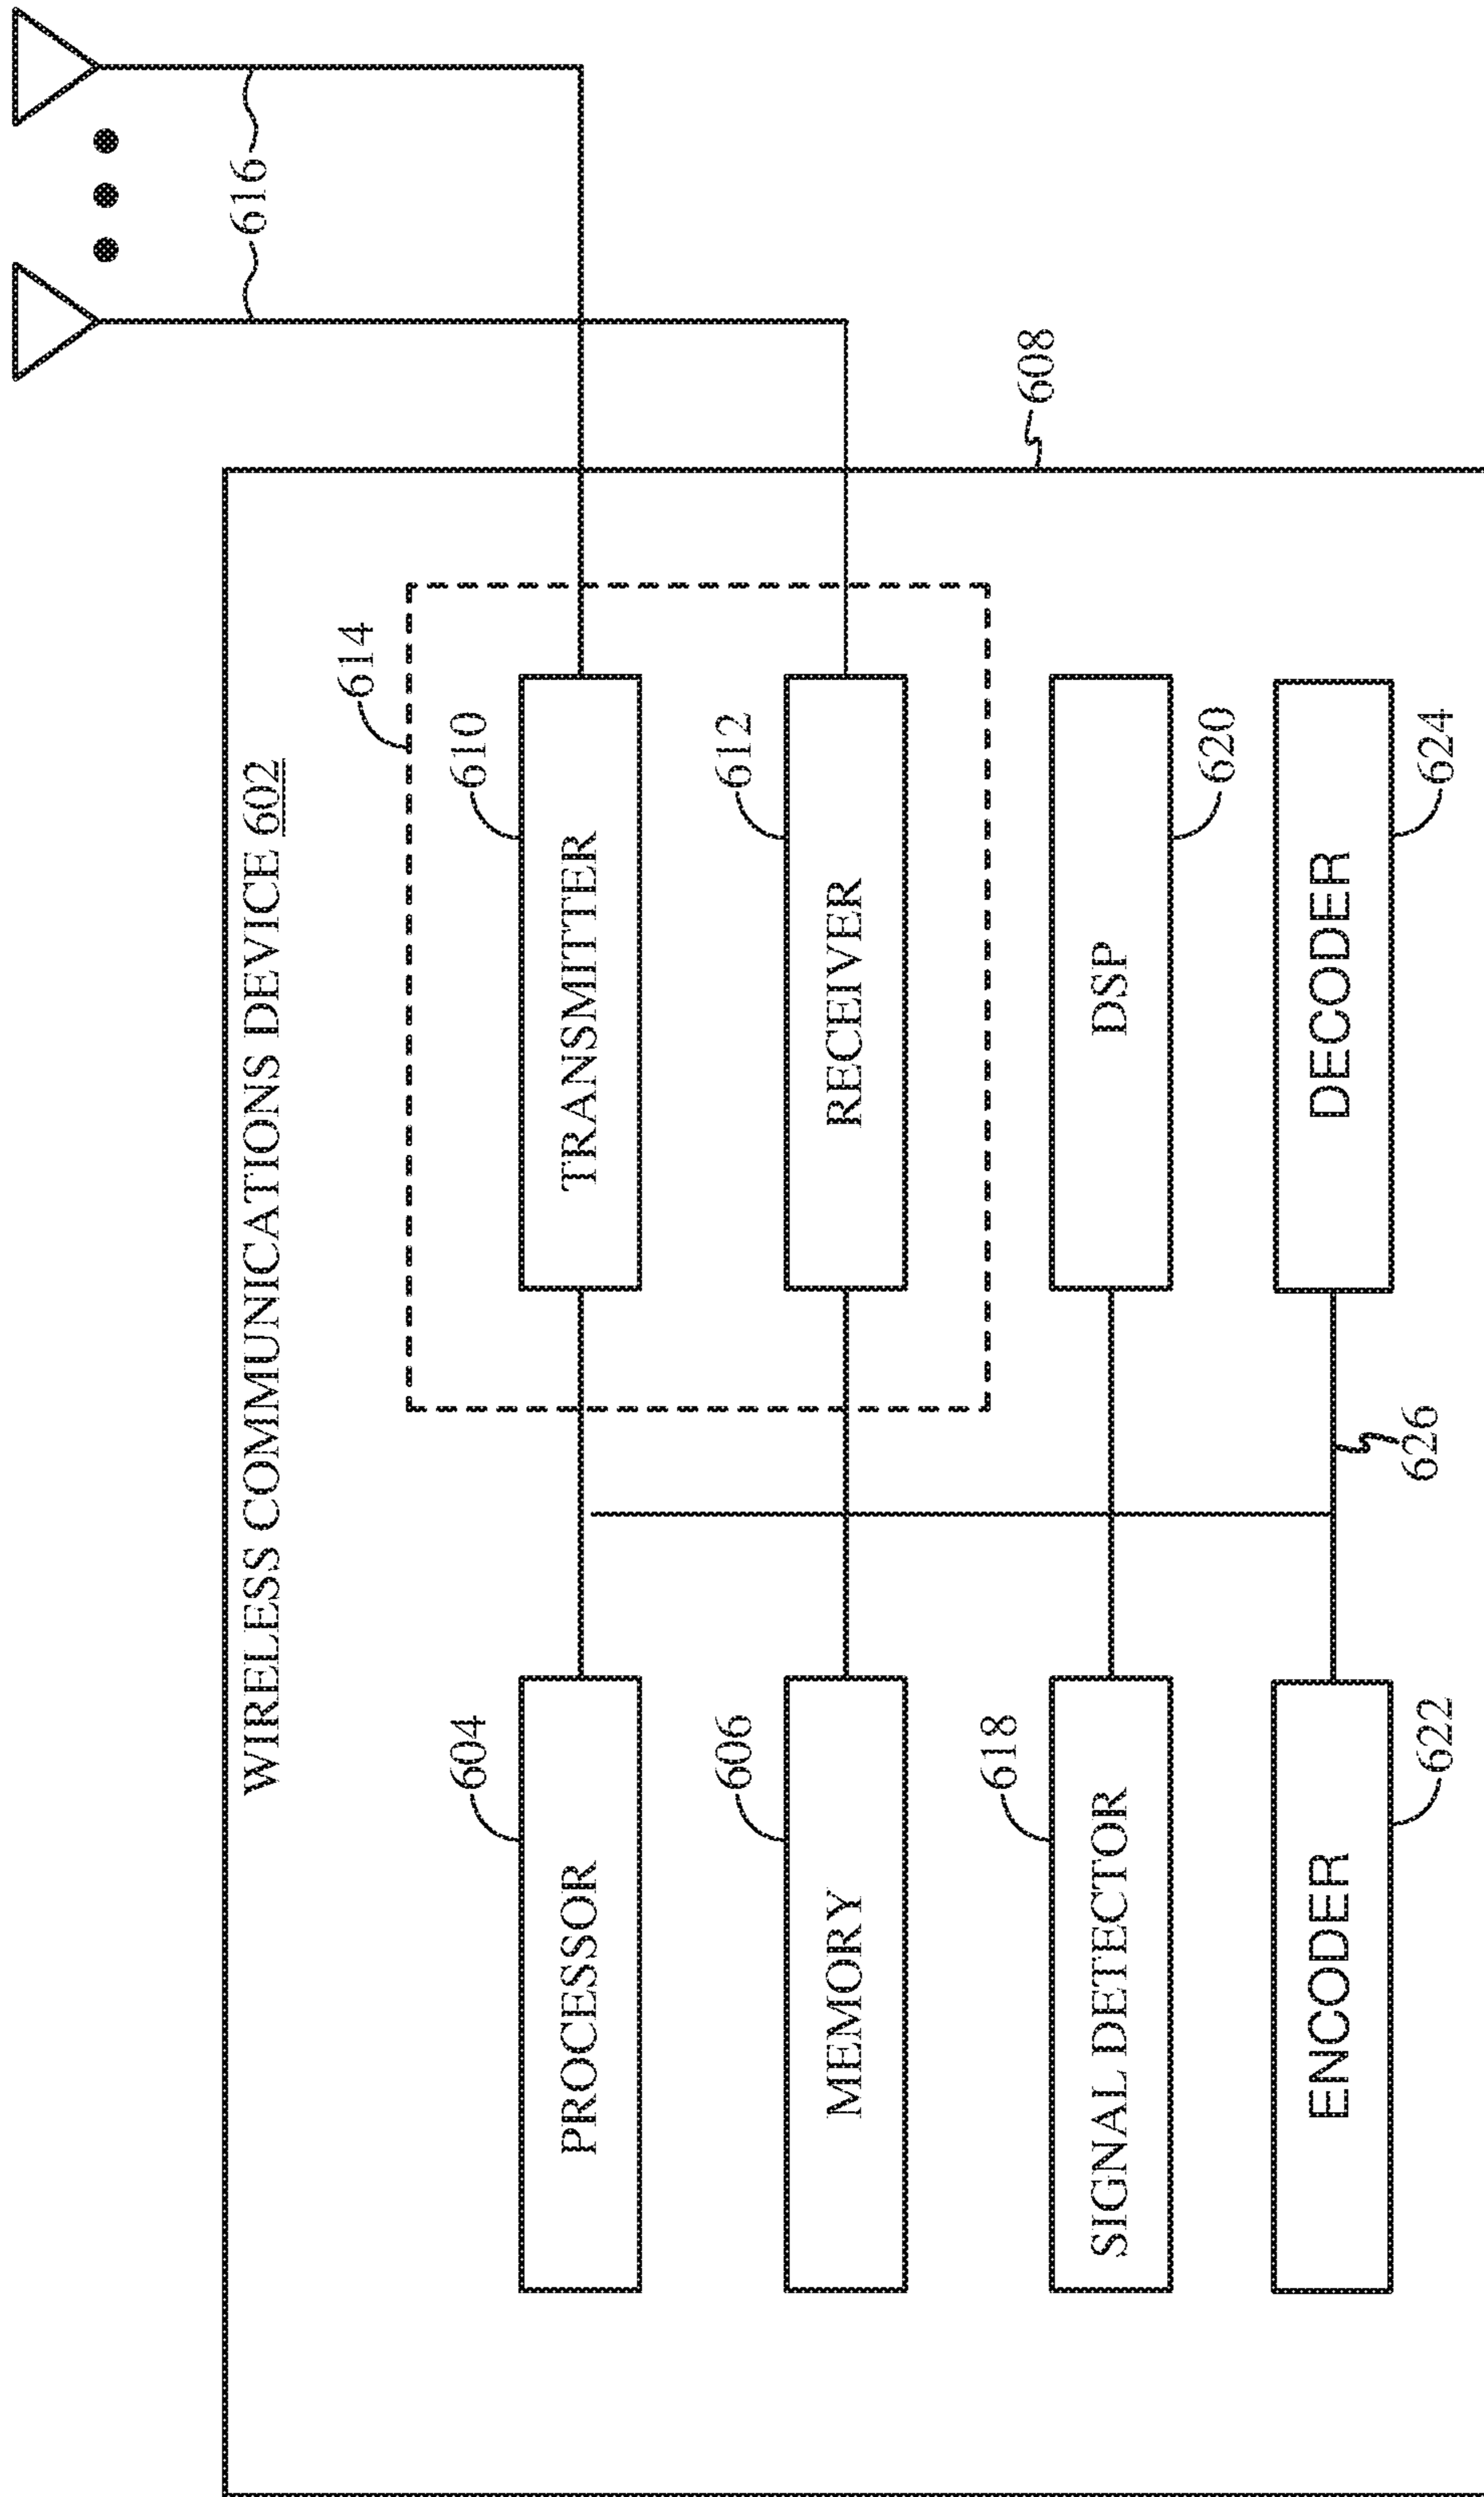 616
WIRELESS COMMUNICATIONS DEVICE 602
608
614
604
610
PROCESSOR
TRANSMITTER
606
612
MEMORY
RECEIVER
618
SIGNAL DETECTOR
DSP
620
ENCODER
DECODER
622
626
624